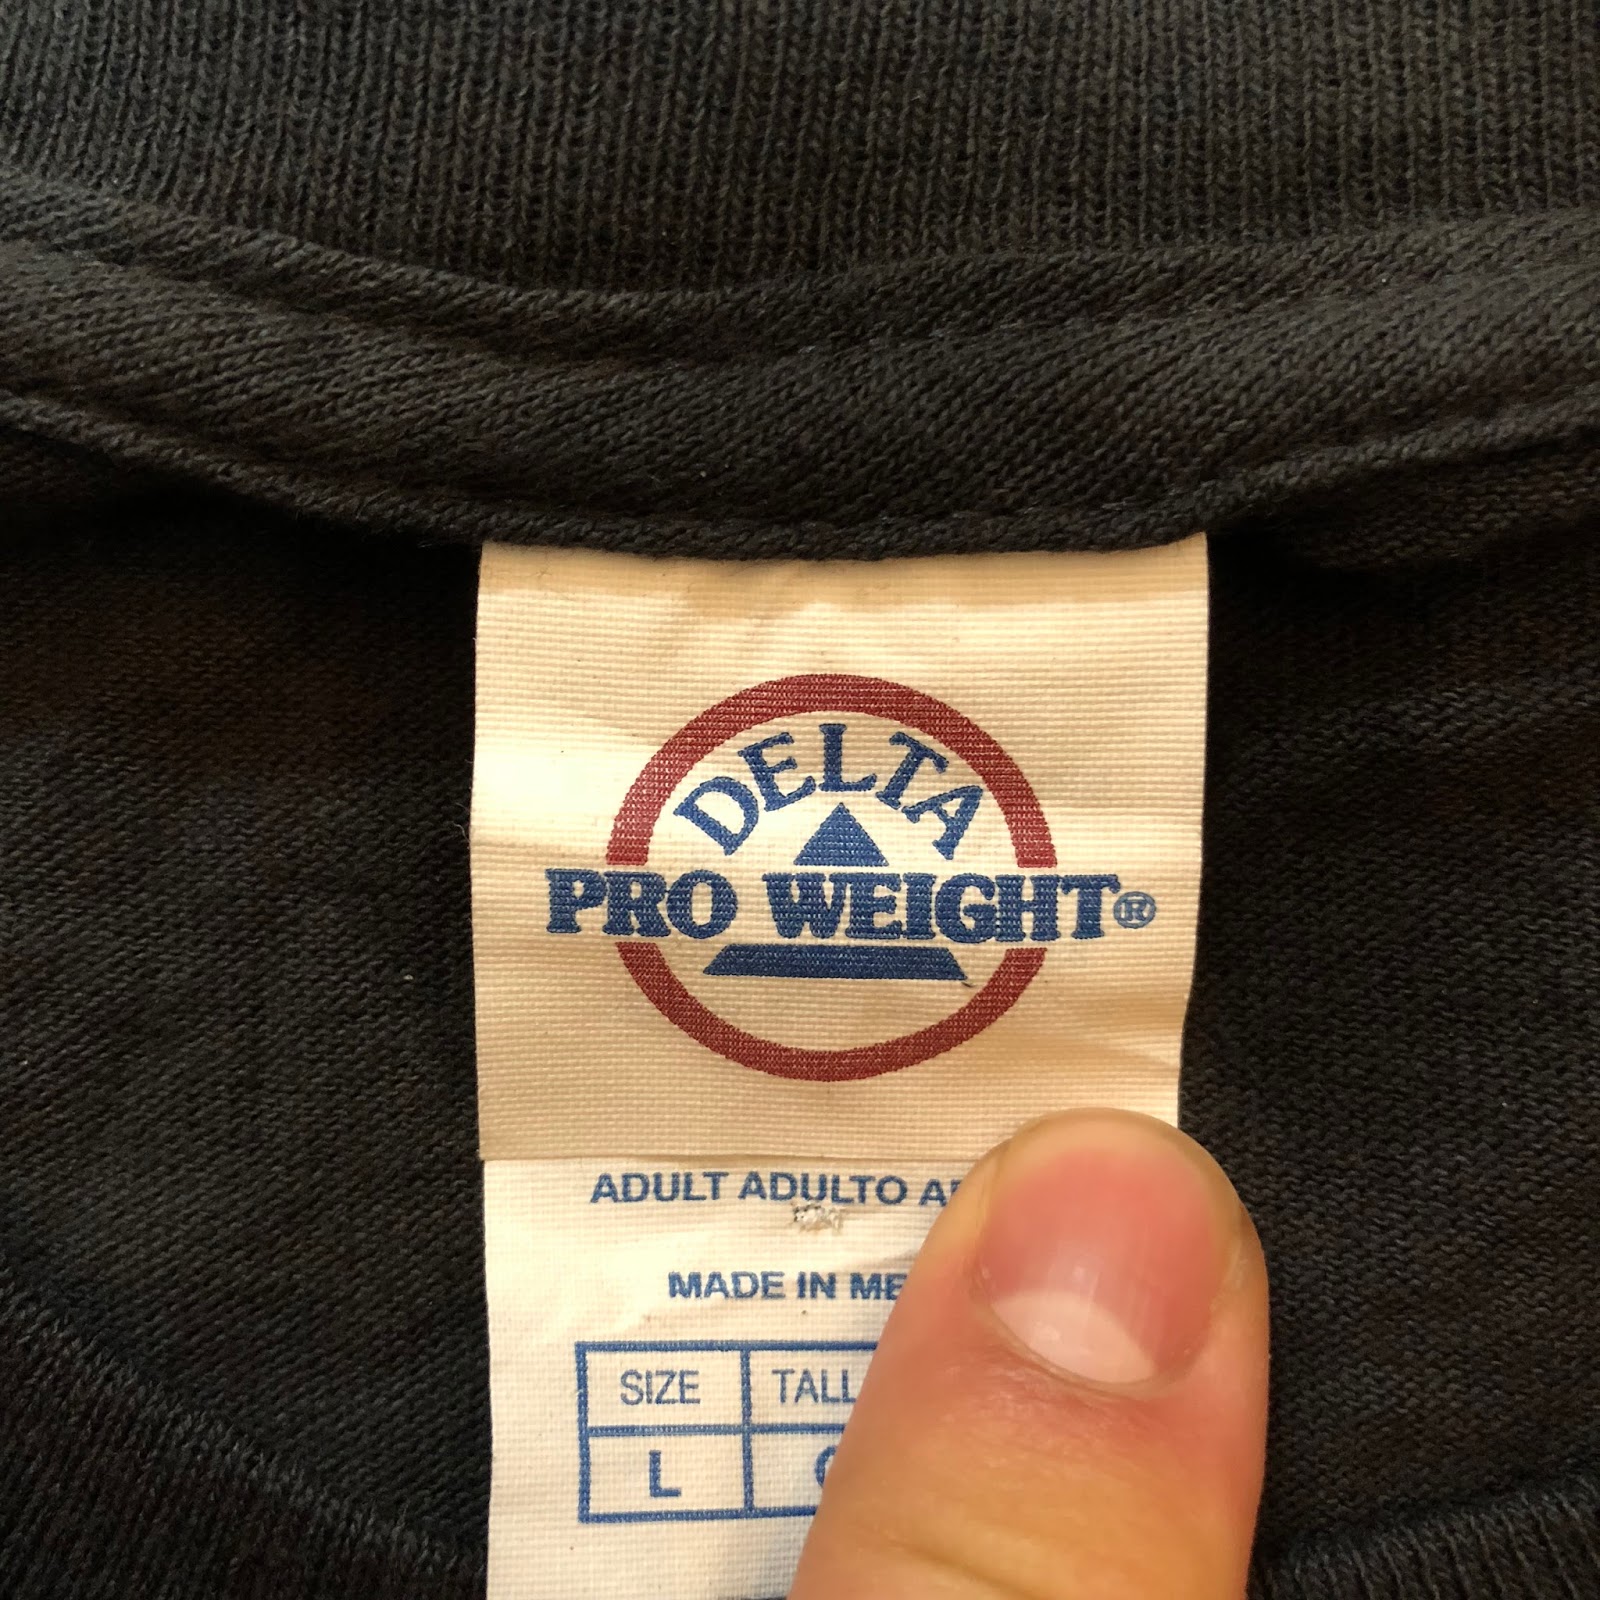 DELTA
PRO WEIGHT®
ADULT ADULTO
MADE IN
SIZE TALL
L